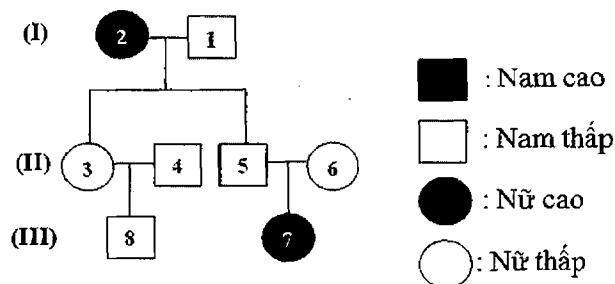 (I) 2 1
: Nam cao
: Nam thấp
(II) 3 4 5 6
: Nữ cao
(III) 8 7
: Nữ thấp